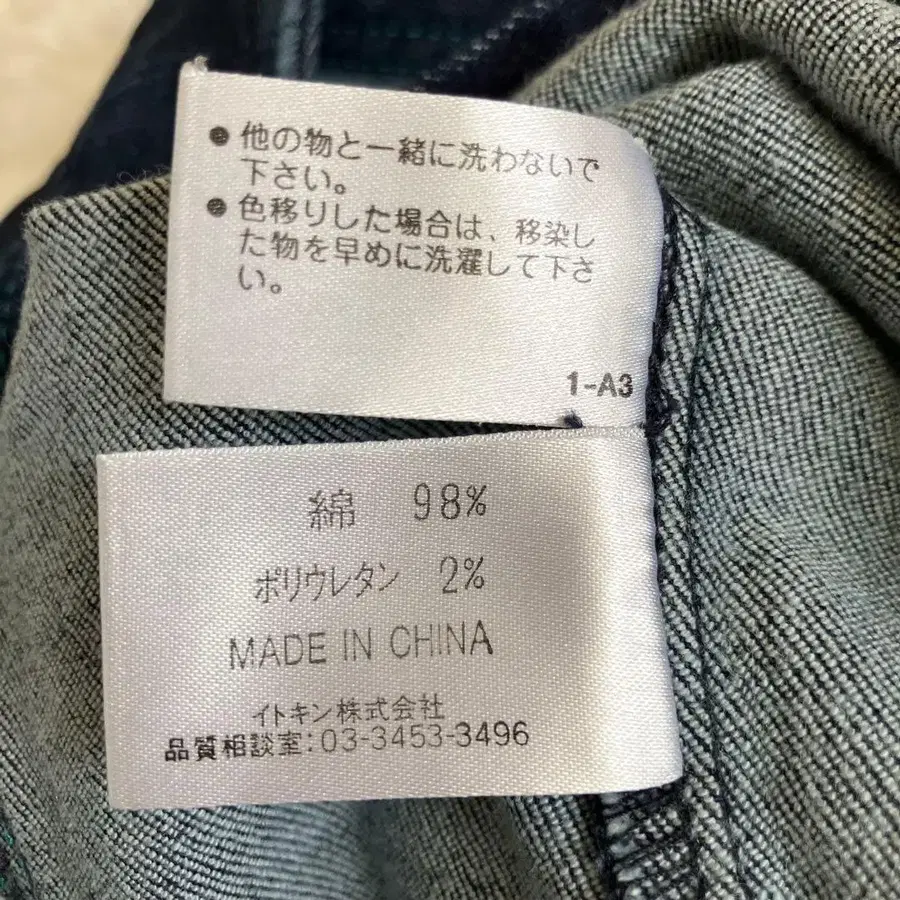 ● 他の物と一緒に洗わないで
下さい。
● 色移りした場合は、移染し
た物を早めに洗濯して下さ
い。
1-A3
綿 98%
ポリウレタン 2%
MADE IN CHINA
イトキン株式会社
品質相談室:03-3453-3496